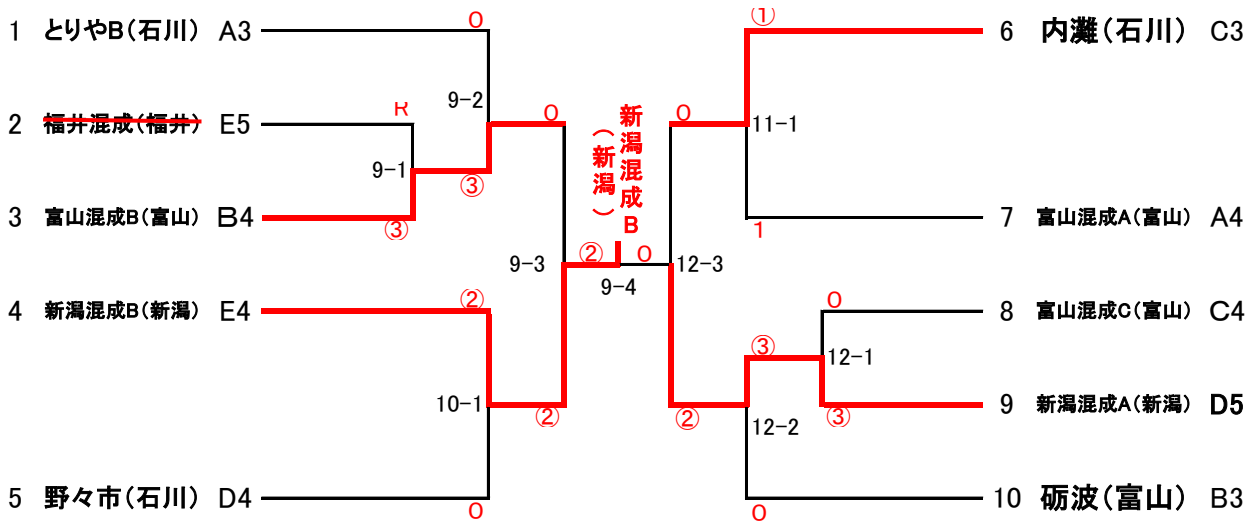 1 とりやB(石川) A3
0
9-2
2 福井混成(福井) E5
R
9-1
③
3 富山混成B(富山) B4
③
0
9-3
4 新潟混成B(新潟) E4
②
10-1
②
5 野々市(石川) D4
0
新潟混成B
(新潟)
②
0
9-4
①
6 内灘(石川) C3
0
11-1
7 富山混成A(富山) A4
1
12-3
0
8 富山混成C(富山) C4
③
12-1
9 新潟混成A(新潟) D5
③
②
12-2
10 砺波(富山) B3
0